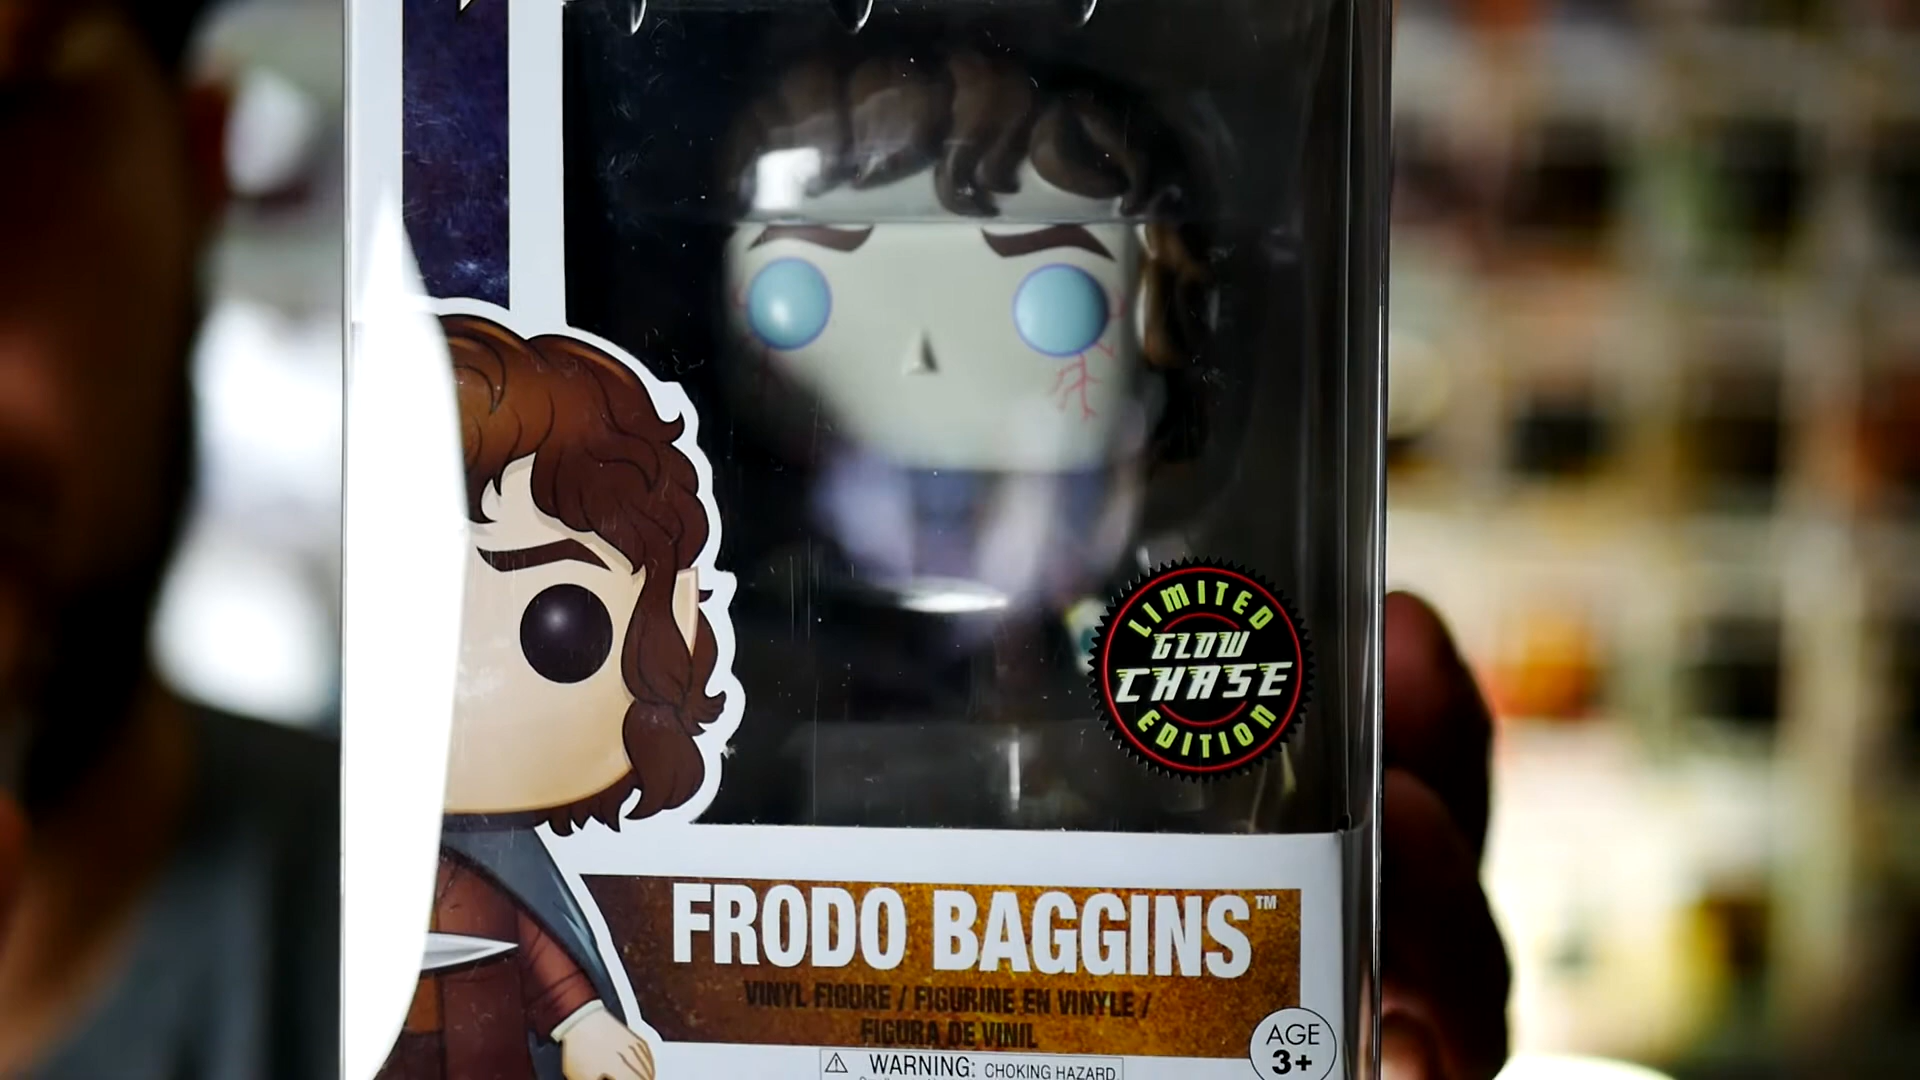 LIMITED
GLOW
CHASE
EDITION
FRODO BAGGINS™
VINYL FIGURE / FIGURINE EN VINYLE /
FIGURA DE VINIL
AGE
3+
WARNING: CHOKING HAZARD.